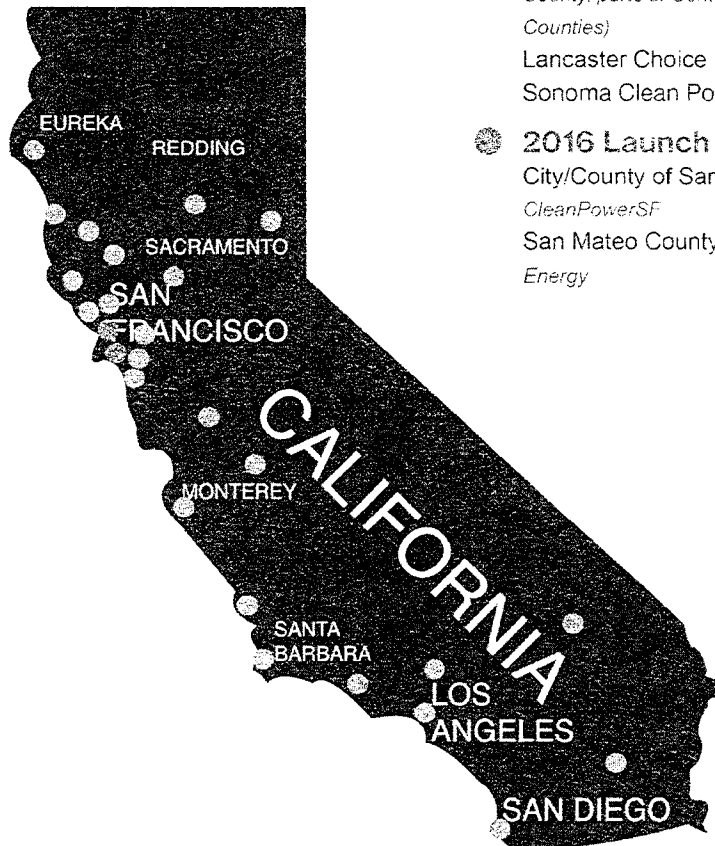 Counties)
Lancaster Choice
Sonoma Clean Po
2016 Launch
City/County of Sar
CleanPowerSF
San Mateo County
Energy
EUREKA
REDDING
SACRAMENTO
SAN
FRANCISCO
CALIFORNIA
MONTEREY
SANTA
BARBARA
LOS
ANGELES
SAN DIEGO